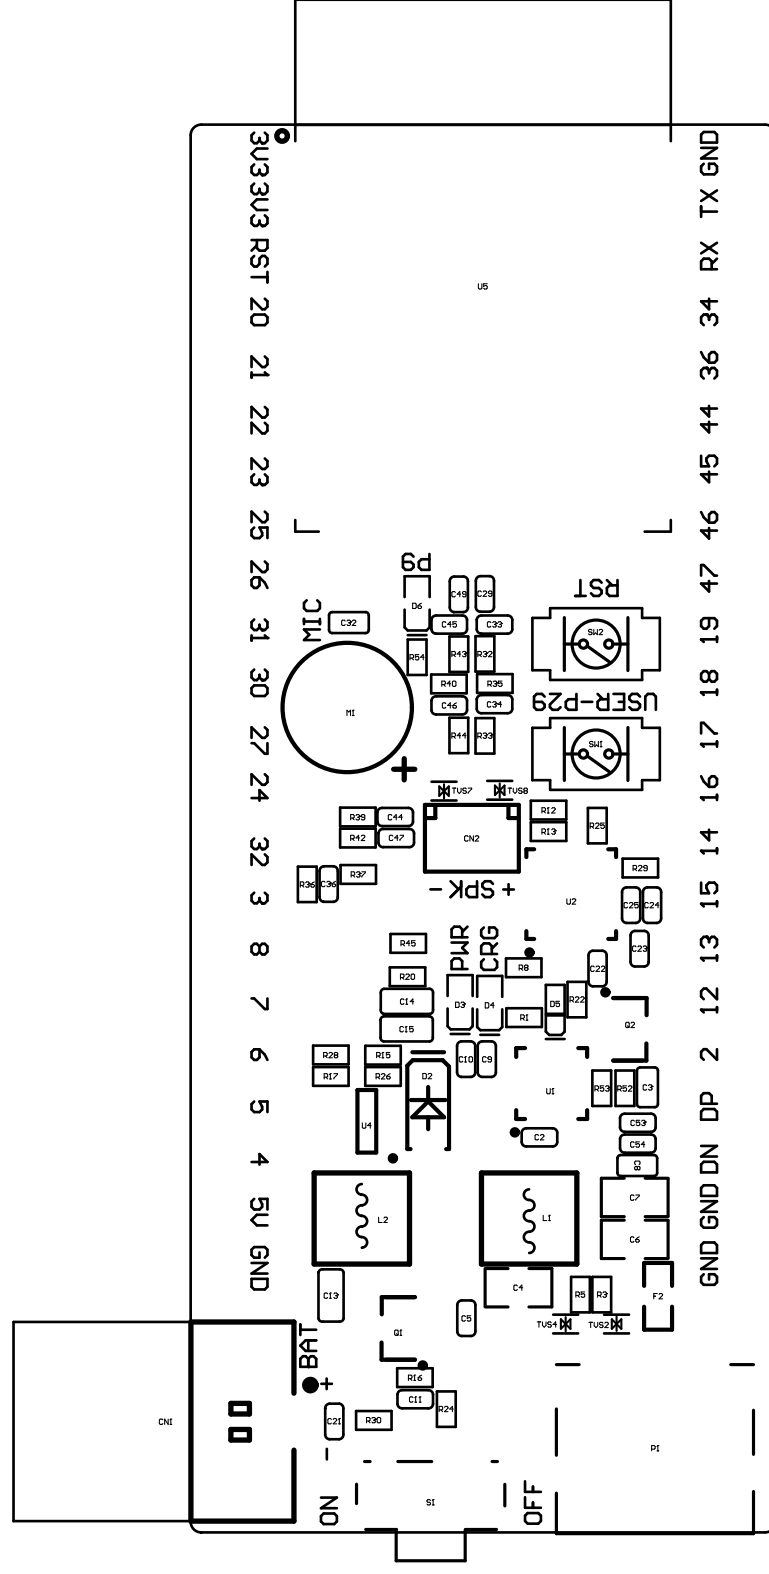 3V3
GND
3V3
TX
RST
RX
U5
20
34
21
36
22
44
23
45
25
46
26
P9
47
RST
D6
C49
C29
MIC
C32
C45
C33
31
19
SW2
R54
R43
R32
30
R40
R35
18
USER-P29
C46
C34
M1
27
R44
R33
17
SW1
+
24
TVS7
TVS8
16
R39
C44
R12
R42
C47
CN2
R13
R25
14
32
R36
C36
R37
R29
3
+ SPK -
U2
C25
C24
15
8
R45
PWR
CRG
C23
13
R20
R8
C22
7
C14
D3
D4
R1
D5
R22
12
C15
Q2
6
R28
R15
C10
C9
2
R17
R26
D2
U1
R53
R52
C3
5
U4
DP
C53
C2
C54
4
C8
DN
5V
L2
L1
C7
GND
C6
GND
C13
C4
R5
R3
F2
GND
C5
TVS4
TVS2
BAT
Q1
+
R16
C11
CN1
C21
R30
R24
P1
-
ON
S1
OFF